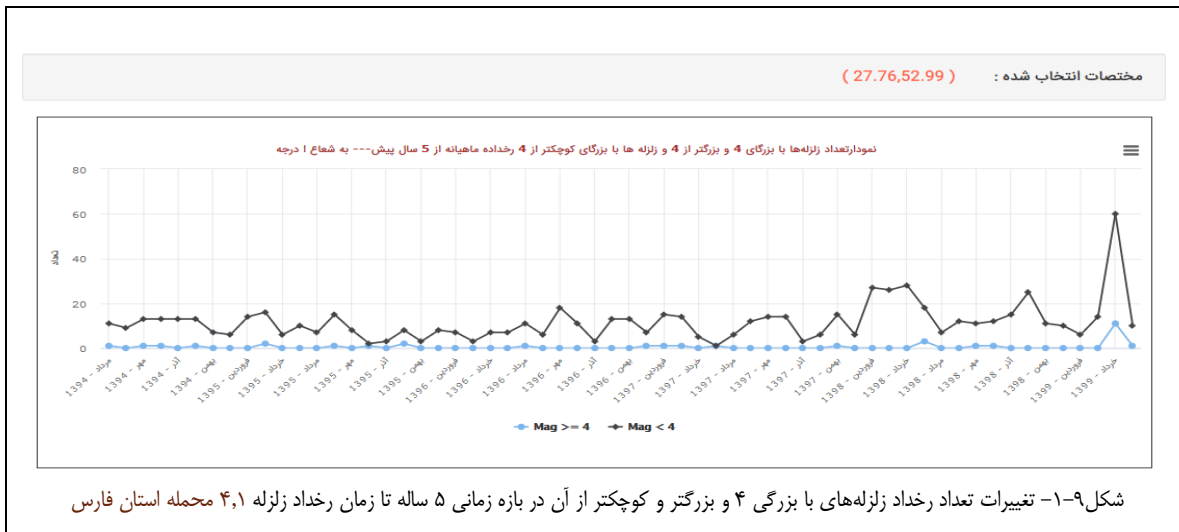 مختصات انتخاب شده : ( 27.76,52.99 )
نمودارتعداد زلزله‌ها با بزرگای 4 و بزرگتر از 4 و زلزله ها با بزرگای کوچکتر از 4 رخداده ماهیانه از 5 سال پیش--- به شعاع ا درجه
80
60
40
20
0
تعداد
مرداد - 1394
مهر - 1394
آذر - 1394
بهمن - 1394
فروردین - 1395
خرداد - 1395
مرداد - 1395
مهر - 1395
آذر - 1395
بهمن - 1395
فروردین - 1396
خرداد - 1396
مرداد - 1396
مهر - 1396
آذر - 1396
بهمن - 1396
فروردین - 1397
خرداد - 1397
مرداد - 1397
مهر - 1397
آذر - 1397
بهمن - 1397
فروردین - 1398
خرداد - 1398
مرداد - 1398
مهر - 1398
آذر - 1398
بهمن - 1398
فروردین - 1399
خرداد - 1399
Mag >= 4 Mag < 4
شکل۹-۱- تغییرات تعداد رخداد زلزله‌های با بزرگی ۴ و بزرگتر و کوچکتر از آن در بازه زمانی ۵ ساله تا زمان رخداد زلزله ۴٫۱ محمله استان فارس